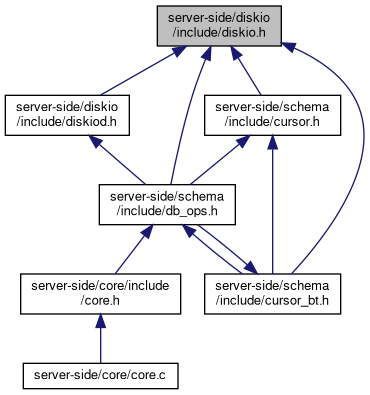 server-side/diskio
/include/diskio.h
server-side/diskio
/include/diskiod.h
server-side/schema
/include/cursor.h
server-side/schema
/include/db_ops.h
server-side/core/include
/core.h
server-side/schema
/include/cursor_bt.h
server-side/core/core.c